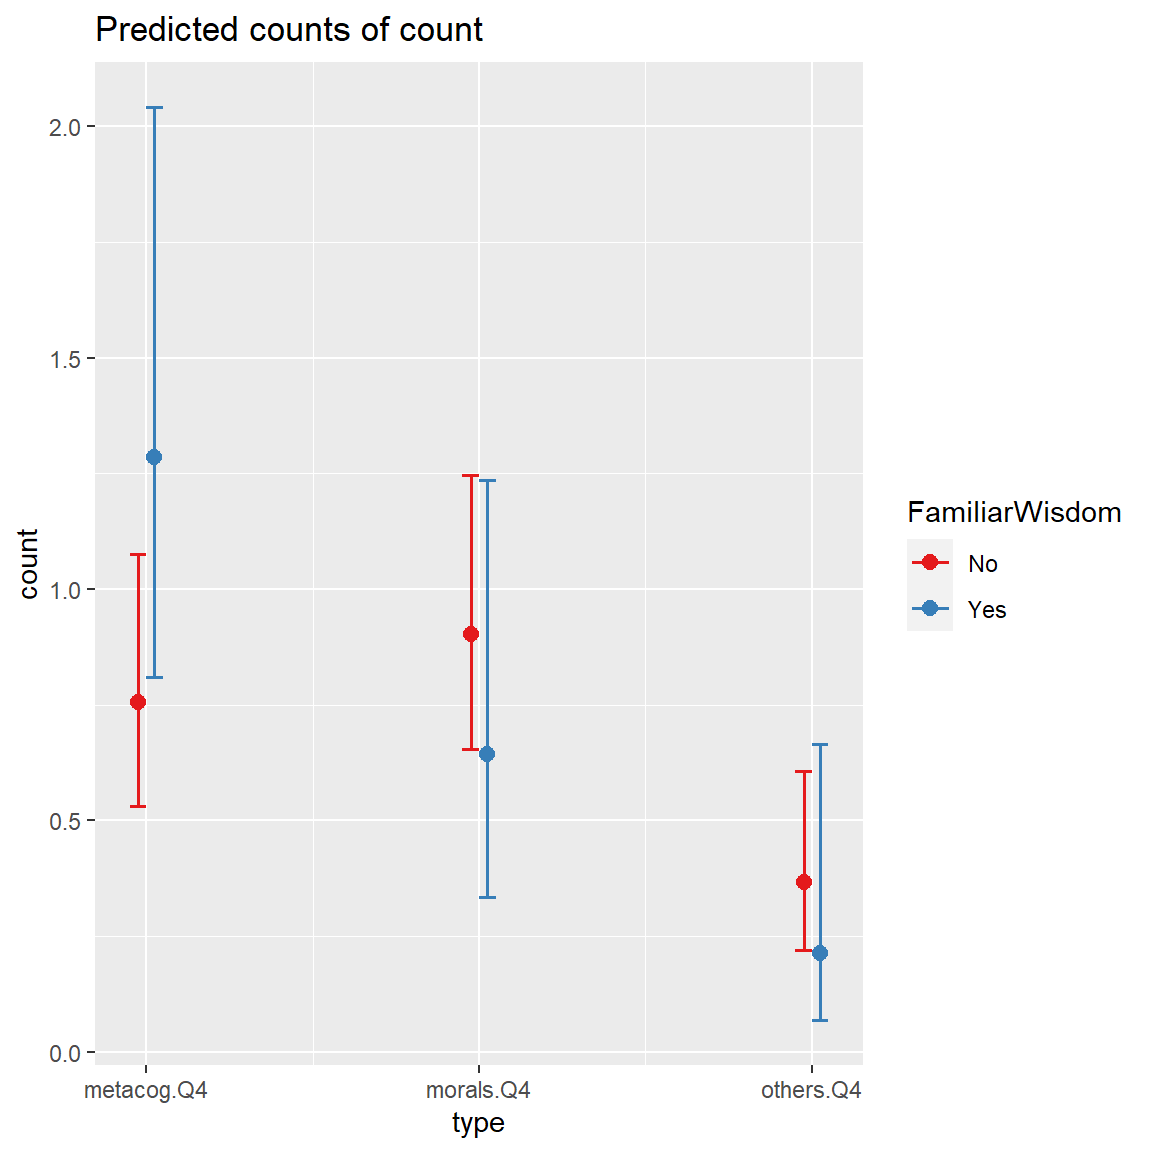 Predicted counts of count
2.0
1.5
1.0
0.5
0.0
count
metacog.Q4 morals.Q4 others.Q4
type
FamiliarWisdom
No
Yes